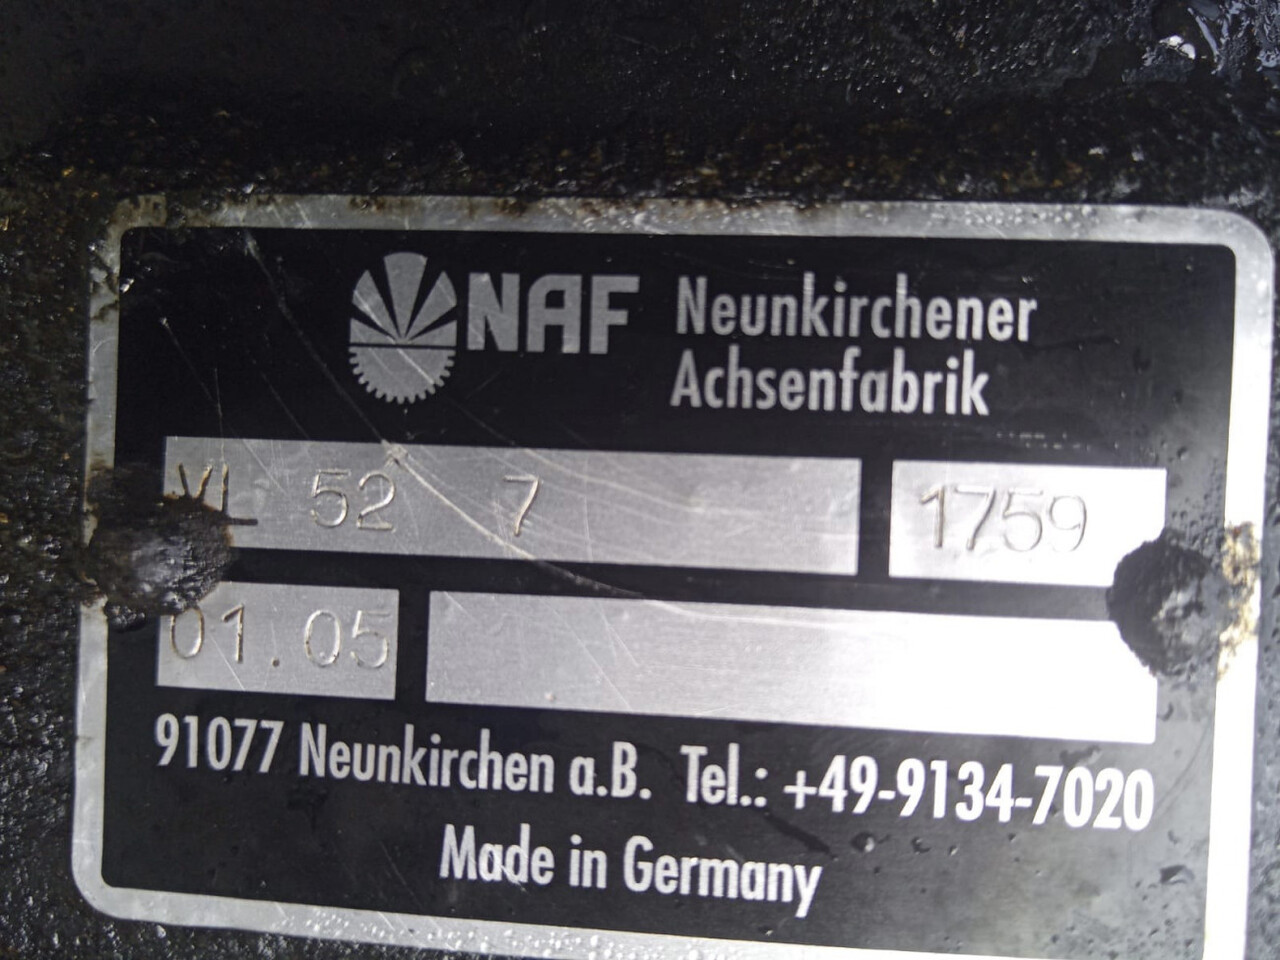 NAF Neunkirchener
Achsenfabrik
VL 52 7 1759
01.05
91077 Neunkirchen a.B. Tel.: +49-9134-7020
Made in Germany